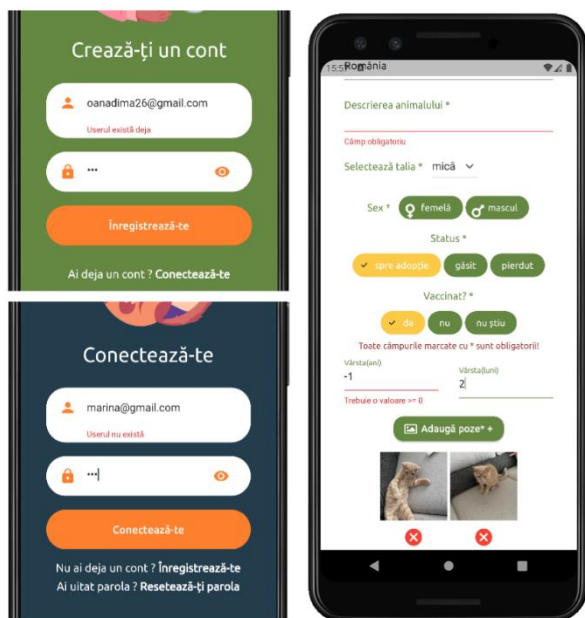 Crează-ți un cont
oanadima26@gmail.com
Userul există deja
•••
Înregistrează-te
Ai deja un cont ? Conectează-te
Conectează-te
marina@gmail.com
Userul nu există
•••
Conectează-te
Nu ai deja un cont ? Înregistrează-te
Ai uitat parola ? Resetează-ți parola
România
Descrierea animalului *
Câmp obligatoriu
Selectează talia * mică
Sex * femelă mascul
Status *
spre adopție găsit pierdut
Vaccinat? *
da nu nu știu
Toate câmpurile marcate cu * sunt obligatorii!
Vârsta(ani) Vârsta(luni)
-1 2
Trebuie o valoare >= 0
Adaugă poze* +